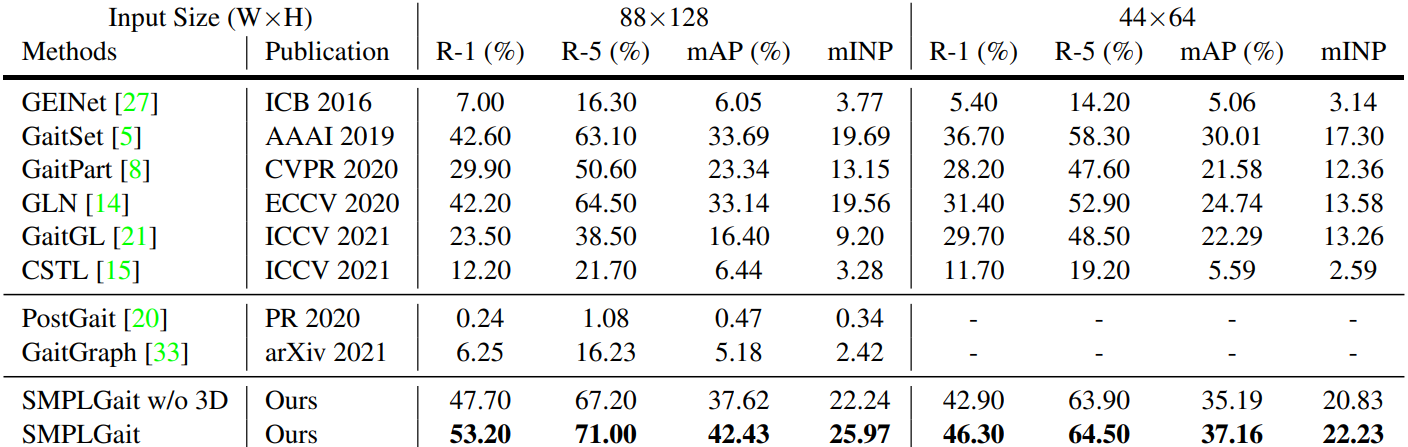 Input Size (W×H) 88×128 44×64
Methods Publication R-1 (%) R-5 (%) mAP (%) mINP R-1 (%) R-5 (%) mAP (%) mINP
GEINet [27] ICB 2016 7.00 16.30 6.05 3.77 5.40 14.20 5.06 3.14
GaitSet [5] AAAI 2019 42.60 63.10 33.69 19.69 36.70 58.30 30.01 17.30
GaitPart [8] CVPR 2020 29.90 50.60 23.34 13.15 28.20 47.60 21.58 12.36
GLN [14] ECCV 2020 42.20 64.50 33.14 19.56 31.40 52.90 24.74 13.58
GaitGL [21] ICCV 2021 23.50 38.50 16.40 9.20 29.70 48.50 22.29 13.26
CSTL [15] ICCV 2021 12.20 21.70 6.44 3.28 11.70 19.20 5.59 2.59
PostGait [20] PR 2020 0.24 1.08 0.47 0.34 - - - -
GaitGraph [33] arXiv 2021 6.25 16.23 5.18 2.42 - - - -
SMPLGait w/o 3D Ours 47.70 67.20 37.62 22.24 42.90 63.90 35.19 20.83
SMPLGait Ours 53.20 71.00 42.43 25.97 46.30 64.50 37.16 22.23